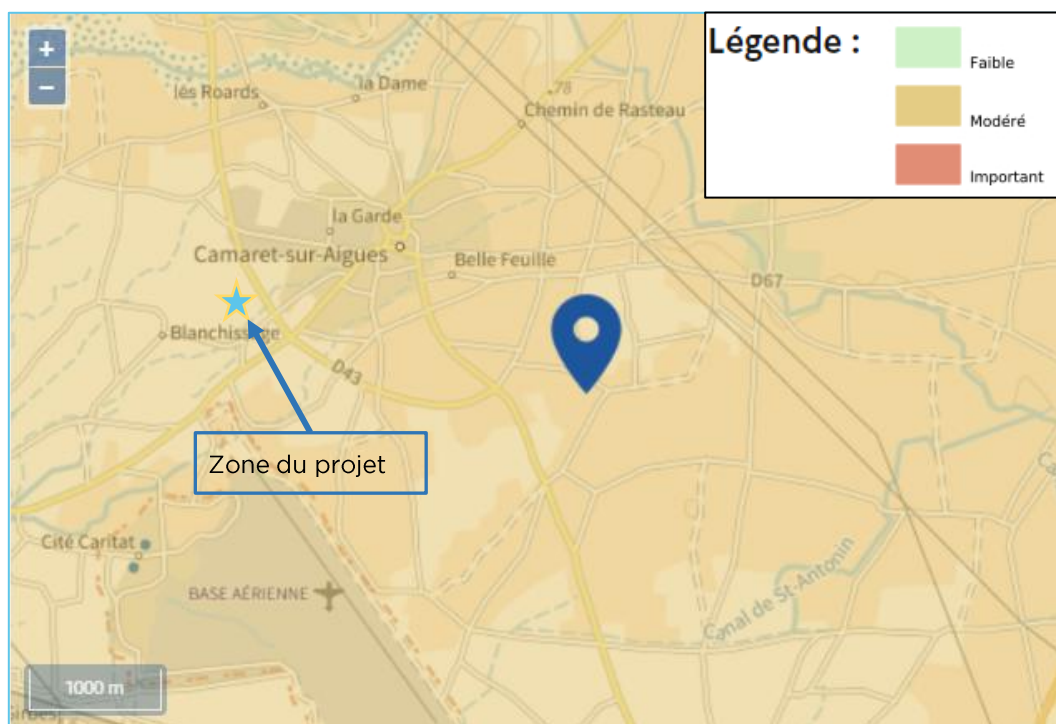 +
−
Légende :
Faible
Modéré
Important
les Roards
la Dame
78
Chemin de Rasteau
la Garde
Camaret-sur-Aigues
Belle Feuille
D67
Blanchissage
D43
Zone du projet
Cité Caritat
BASE AÉRIENNE
Canal de St-Antonin
1000 m